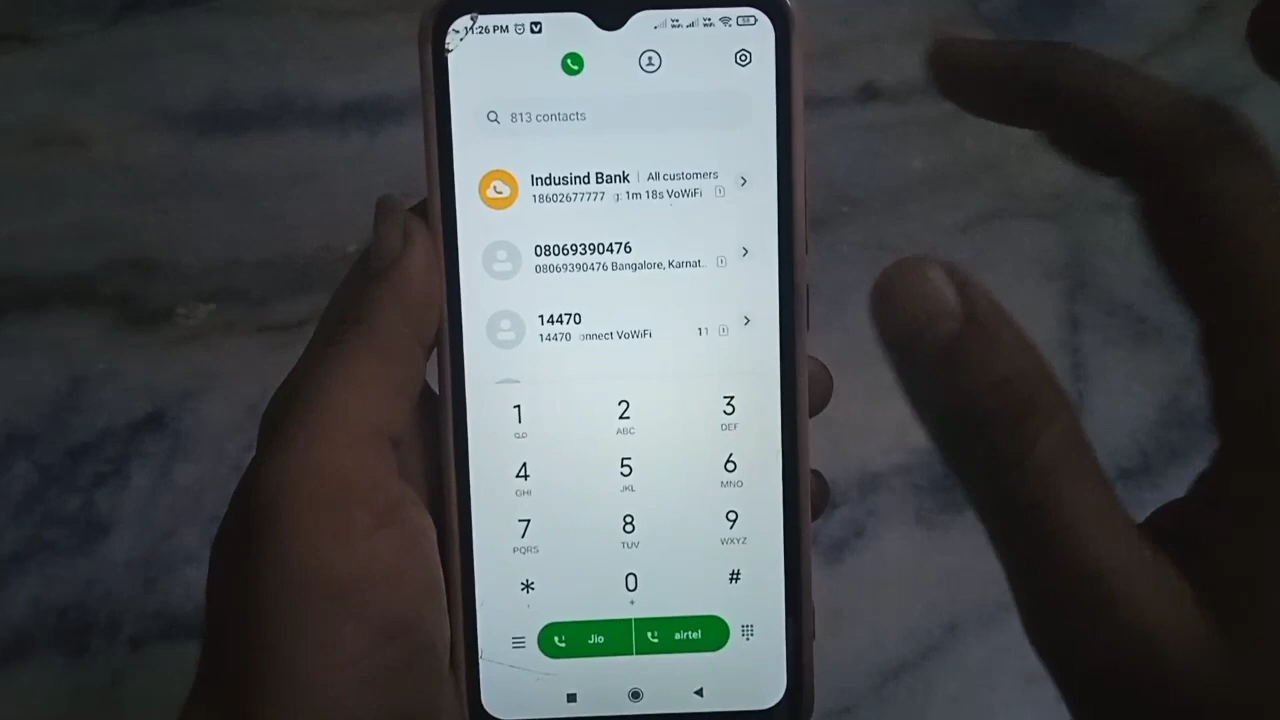 11:26 PM
58
813 contacts
Indusind Bank | All customers
18602677777 g: 1m 18s VoWiFi
08069390476
08069390476 Bangalore, Karnat..
14470
14470 onnect VoWiFi 11
1 2 3
ABC DEF
4 5 6
GHI JKL MNO
7 8 9
PQRS TUV WXYZ
* 0 #
+
Jio airtel